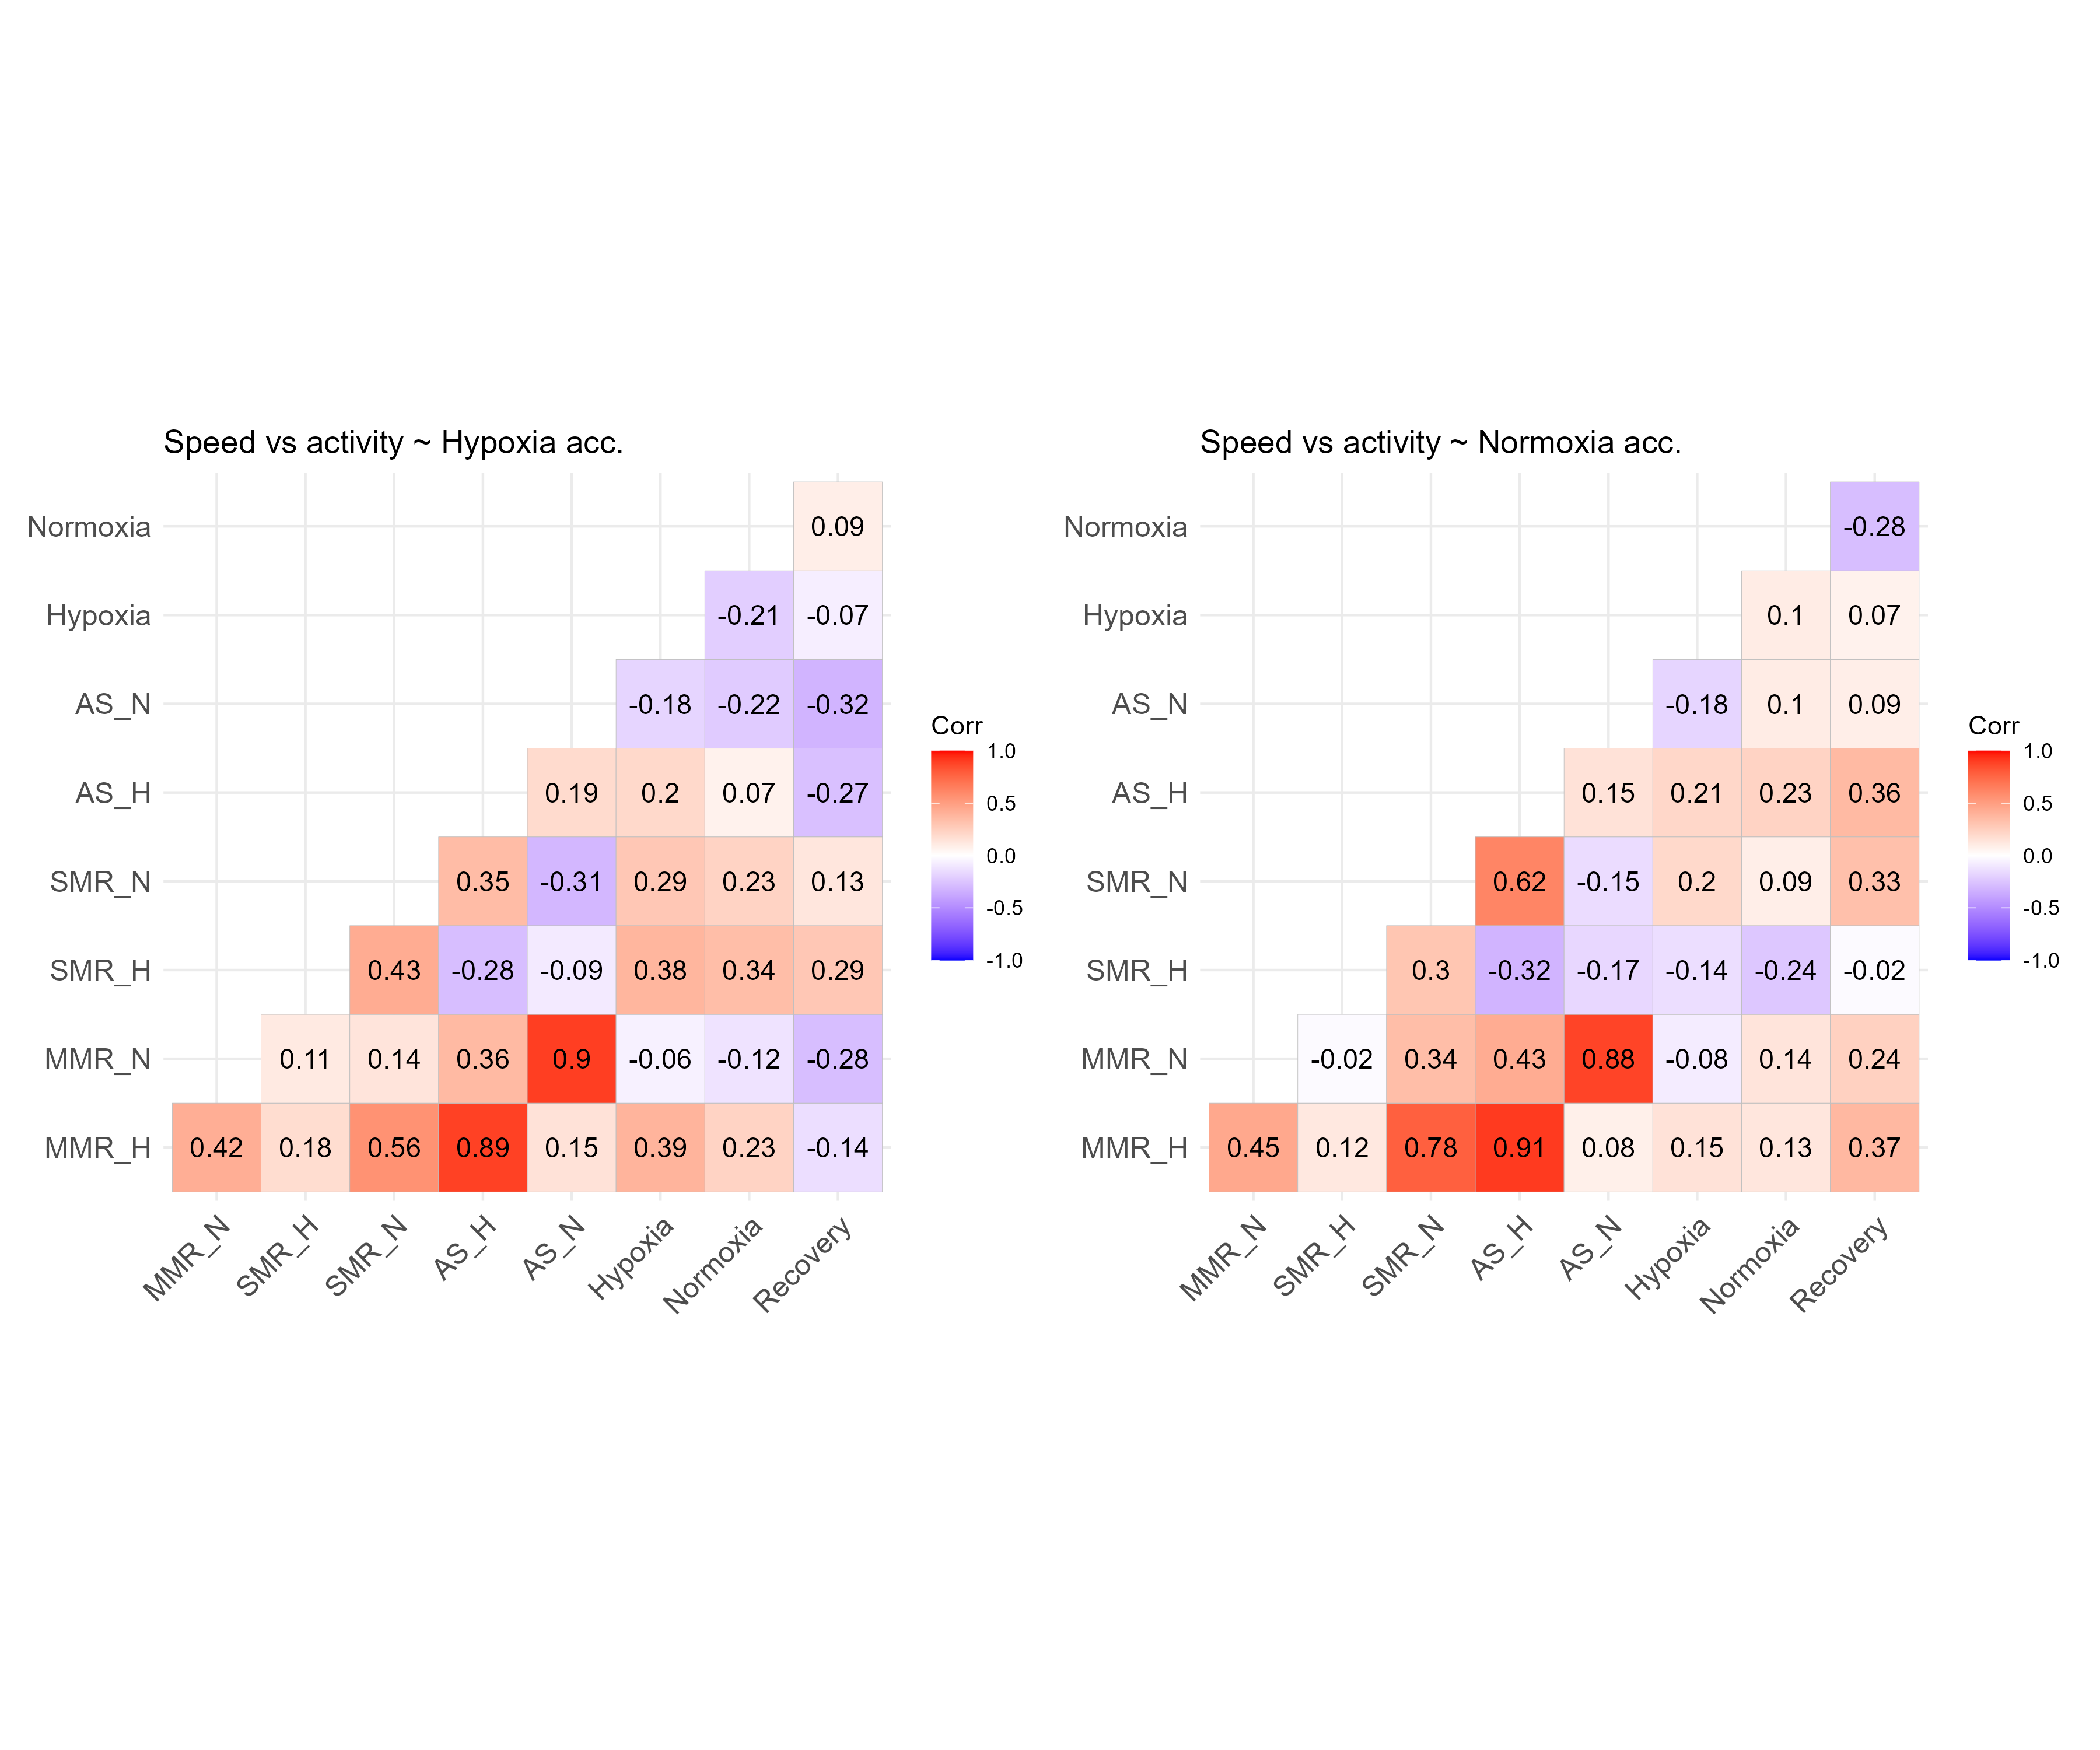 Speed vs activity ~ Hypoxia acc.
Normoxia 0.09
Hypoxia -0.21 -0.07
AS_N -0.18 -0.22 -0.32
AS_H 0.19 0.2 0.07 -0.27
SMR_N 0.35 -0.31 0.29 0.23 0.13
SMR_H 0.43 -0.28 -0.09 0.38 0.34 0.29
MMR_N 0.11 0.14 0.36 0.9 -0.06 -0.12 -0.28
MMR_H 0.42 0.18 0.56 0.89 0.15 0.39 0.23 -0.14
MMR_N SMR_H SMR_N AS_H AS_N Hypoxia Normoxia Recovery
Corr
1.0
0.5
0.0
-0.5
-1.0
Speed vs activity ~ Normoxia acc.
Normoxia -0.28
Hypoxia 0.1 0.07
AS_N -0.18 0.1 0.09
AS_H 0.15 0.21 0.23 0.36
SMR_N 0.62 -0.15 0.2 0.09 0.33
SMR_H 0.3 -0.32 -0.17 -0.14 -0.24 -0.02
MMR_N -0.02 0.34 0.43 0.88 -0.08 0.14 0.24
MMR_H 0.45 0.12 0.78 0.91 0.08 0.15 0.13 0.37
MMR_N SMR_H SMR_N AS_H AS_N Hypoxia Normoxia Recovery
Corr
1.0
0.5
0.0
-0.5
-1.0